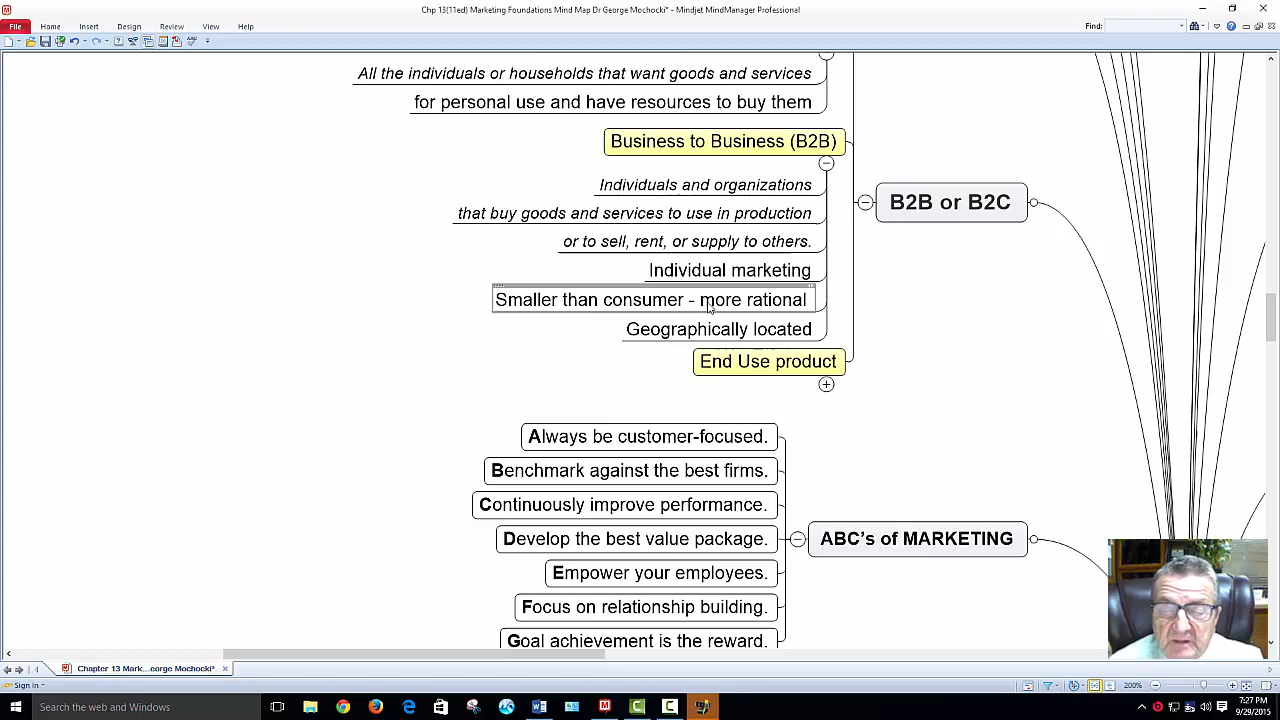 Chp 13(11ed) Marketing Foundations Mind Map Dr George Mochocki* - Mindjet MindManager Professional
File Home Insert Design Review View Help Find:
All the individuals or households that want goods and services
for personal use and have resources to buy them
Business to Business (B2B)
Individuals and organizations
that buy goods and services to use in production
or to sell, rent, or supply to others.
Individual marketing
Smaller than consumer - more rational
Geographically located
End Use product
B2B or B2C
Always be customer-focused.
Benchmark against the best firms.
Continuously improve performance.
Develop the best value package.
Empower your employees.
Focus on relationship building.
Goal achievement is the reward.
ABC's of MARKETING
Chapter 13 Mark...eorge Mochocki*
Sign In
200%
Search the web and Windows
7:27 PM
9/29/2015